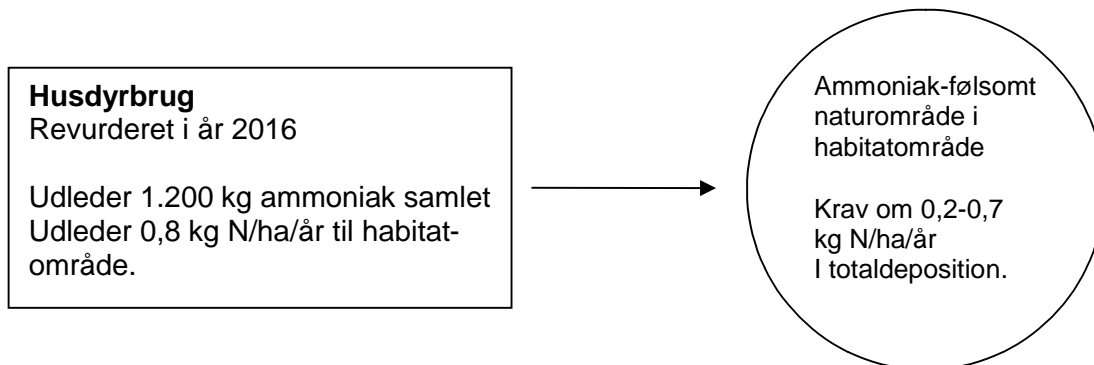 Husdyrbrug
Revurderet i år 2016
Udleder 1.200 kg ammoniak samlet
Udleder 0,8 kg N/ha/år til habitat-
område.
Ammoniak-følsomt
naturområde i
habitatområde
Krav om 0,2-0,7
kg N/ha/år
I totaldeposition.